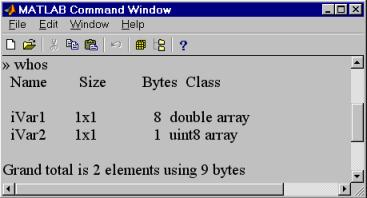 MATLAB Command Window
File Edit Window Help
?
» whos
Name Size Bytes Class
iVar1 1x1 8 double array
iVar2 1x1 1 uint8 array
Grand total is 2 elements using 9 bytes